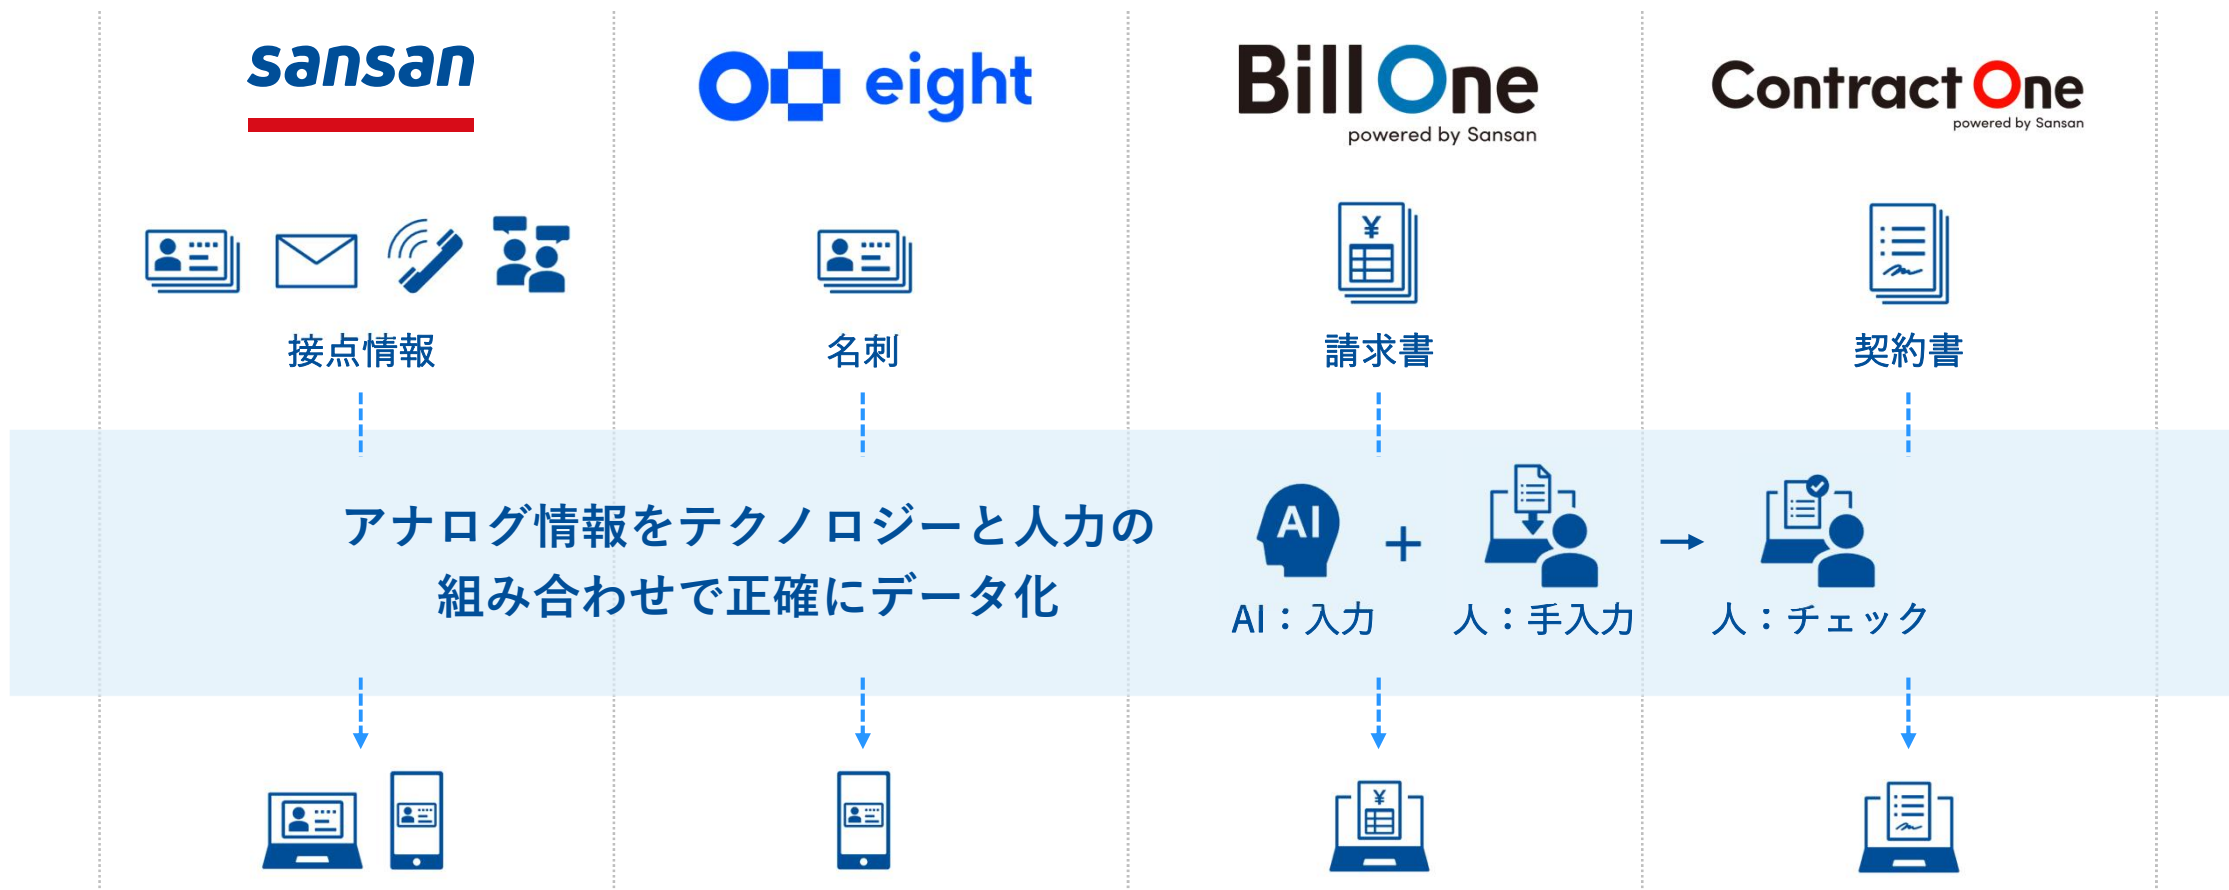 sansan
eight
Bill One
powered by Sansan
Contract One
powered by Sansan
¥
接点情報
名刺
請求書
契約書
アナログ情報をテクノロジーと人力の
組み合わせで正確にデータ化
AI
+
AI：入力
人：手入力
人：チェック
¥